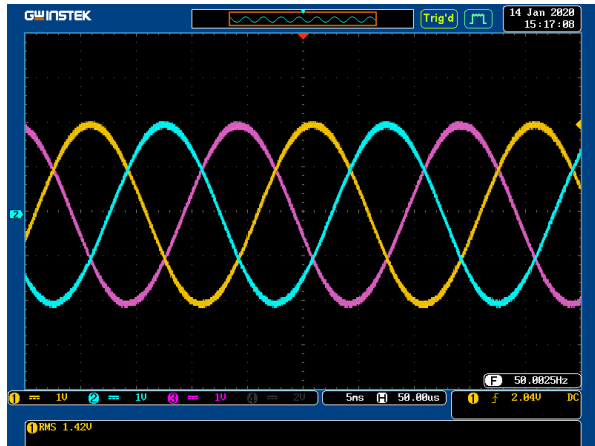 GWINSTEK
Trig'd
14 Jan 2020
15:17:08
2
F 50.0025Hz
1 1V 2 1V 3 1V 4 2V 5ms H 50.00us 1 2.04V DC
1 RMS 1.42V